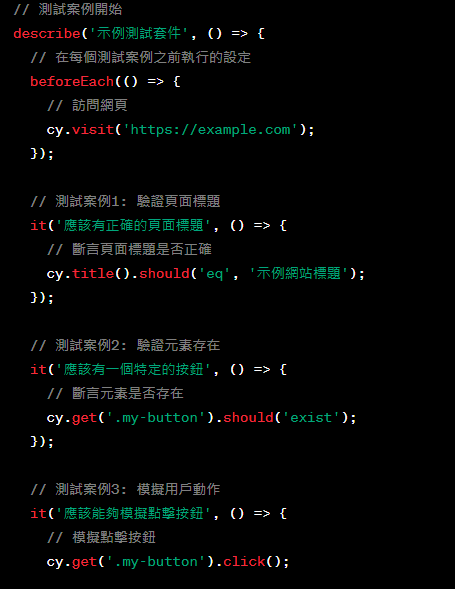 // 測試案例開始
describe('示例測試套件', () => {
  // 在每個測試案例之前執行的設定
  beforeEach(() => {
    // 訪問網頁
    cy.visit('https://example.com');
  });

  // 測試案例1: 驗證頁面標題
  it('應該有正確的頁面標題', () => {
    // 斷言頁面標題是否正確
    cy.title().should('eq', '示例網站標題');
  });

  // 測試案例2: 驗證元素存在
  it('應該有一個特定的按鈕', () => {
    // 斷言元素是否存在
    cy.get('.my-button').should('exist');
  });

  // 測試案例3: 模擬用戶動作
  it('應該能夠模擬點擊按鈕', () => {
    // 模擬點擊按鈕
    cy.get('.my-button').click();